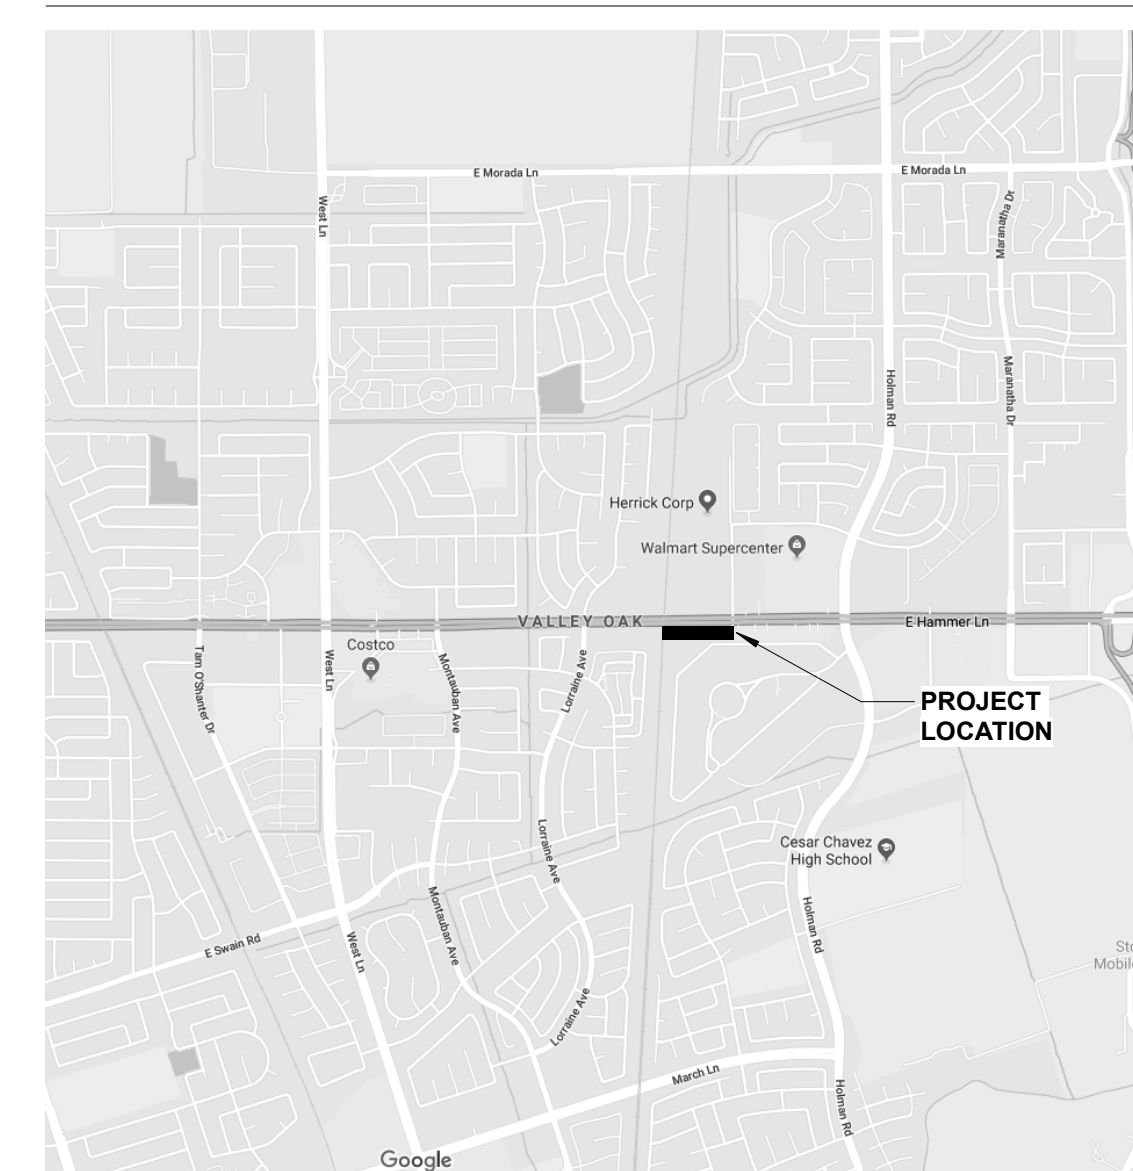 E Morada Ln
E Morada Ln
West Ln
Maranatha Dr
Holman Rd
Maranatha Dr
Herrick Corp
Walmart Supercenter
VALLEY OAK
E Hammer Ln
Costco
Tam O'Shanter Dr
West Ln
Montauban Ave
Lorraine Ave
PROJECT
LOCATION
Lorraine Ave
Cesar Chavez
High School
Montauban Ave
Holman Rd
E Swain Rd
West Ln
Lorraine Ave
March Ln
Holman Rd
Google